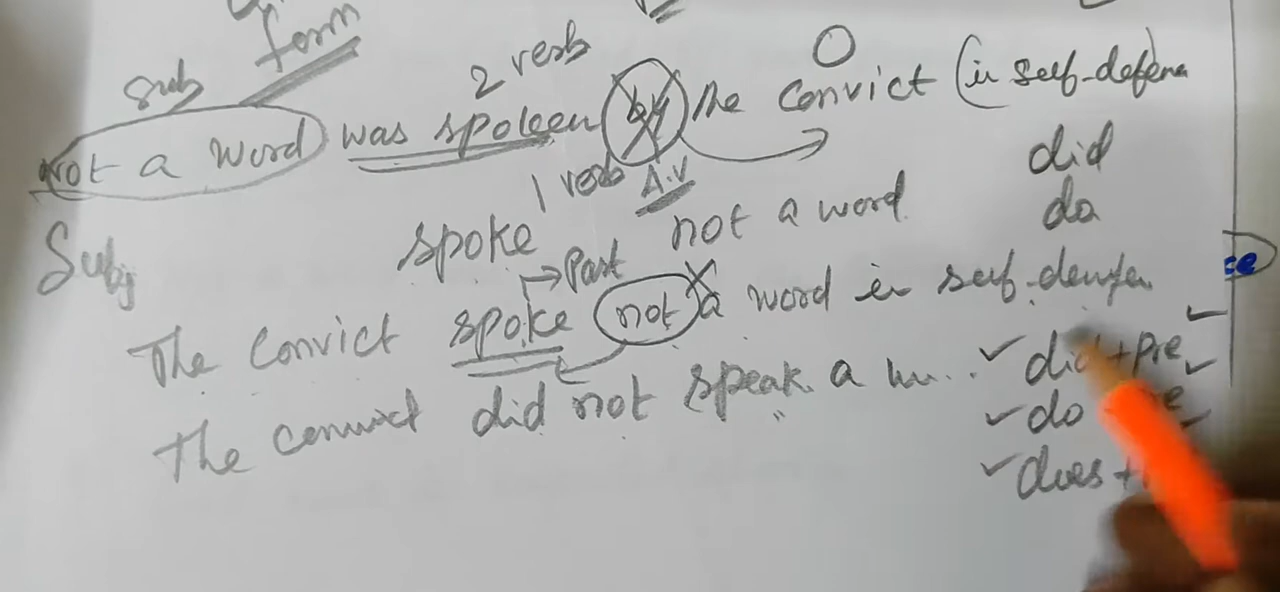 form
sub
2 verb
O
Not a word was spoken by the convict (in self-defena
1 verb A.V
did
spoke
not a word
do
Subj
Past
The convict spoke not a word in self-
did+pre
The convict did not speak a
do
does+